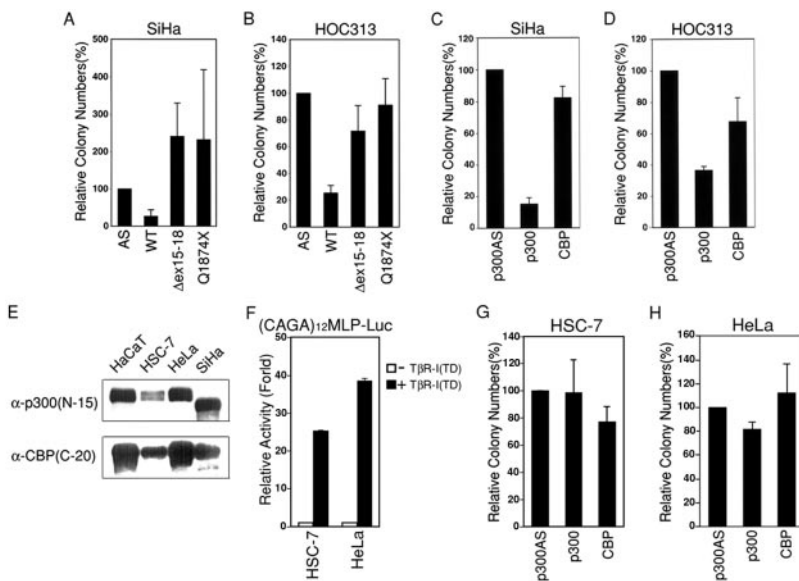 A
SiHa
Relative Colony Numbers(%)
500
400
300
200
100
0
AS
WT
Δex15-18
Q1874X
B
HOC313
Relative Colony Numbers(%)
140
120
100
80
60
40
20
0
AS
WT
Δex15-18
Q1874X
C
SiHa
Relative Colony Numbers(%)
120
100
80
60
40
20
0
p300AS
p300
CBP
D
HOC313
Relative Colony Numbers(%)
120
100
80
60
40
20
0
p300AS
p300
CBP
E
HaCaT
HSC-7
HeLa
SiHa
α-p300(N-15)
α-CBP(C-20)
F
(CAGA)12MLP-Luc
Relative Activity (Forld)
50
40
30
20
10
0
HSC-7
HeLa
− TβR-I(TD)
+ TβR-I(TD)
G
HSC-7
Relative Colony Numbers(%)
140
120
100
80
60
40
20
0
p300AS
p300
CBP
H
HeLa
Relative Colony Numbers(%)
160
140
120
100
80
60
40
20
0
p300AS
p300
CBP